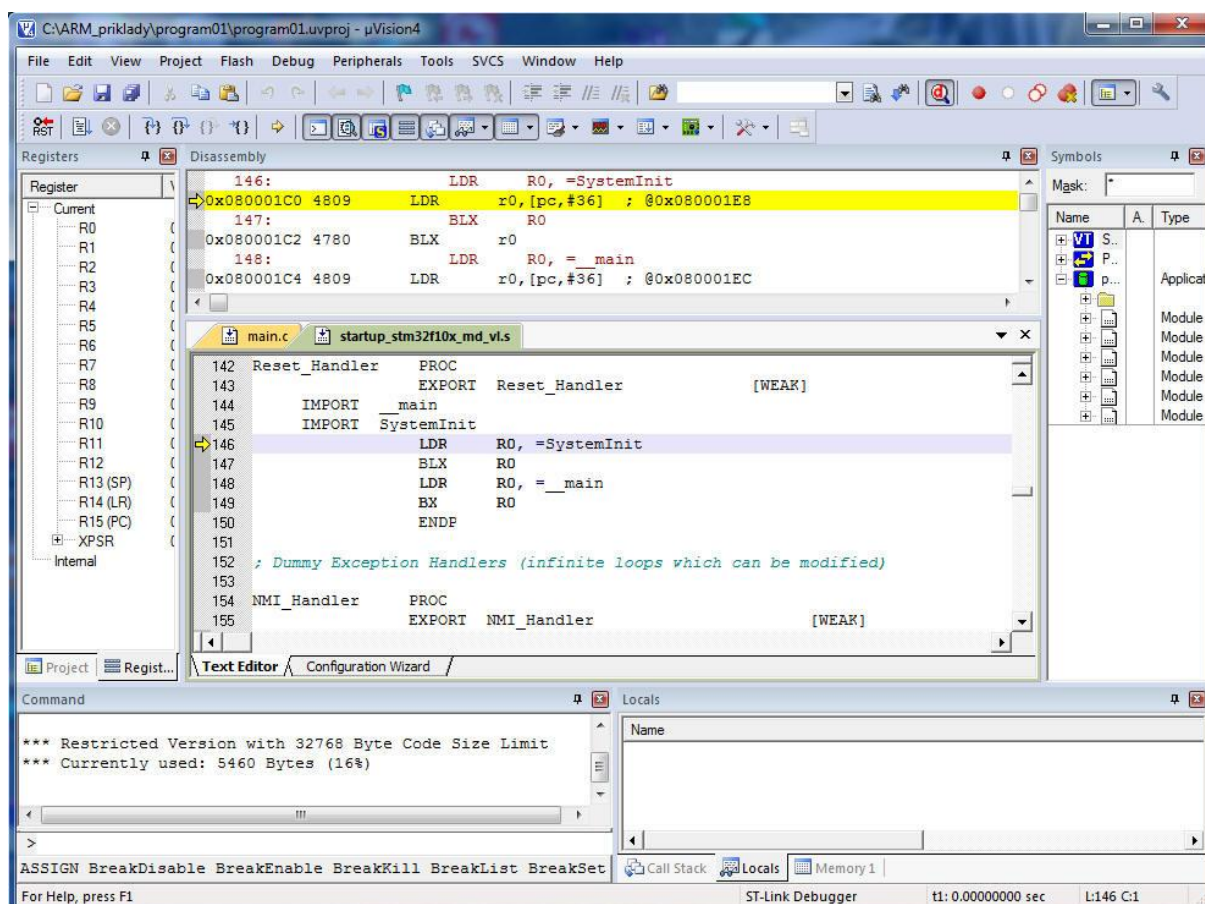 C:\ARM_priklady\program01\program01.uvproj - µVision4
File Edit View Project Flash Debug Peripherals Tools SVCS Window Help
RST
Registers
Register
Current
R0
R1
R2
R3
R4
R5
R6
R7
R8
R9
R10
R11
R12
R13 (SP)
R14 (LR)
R15 (PC)
XPSR
Internal
Project Regist...
Disassembly
146: LDR R0, =SystemInit
0x080001C0 4809 LDR r0,[pc,#36] ; @0x080001E8
147: BLX R0
0x080001C2 4780 BLX r0
148: LDR R0, =__main
0x080001C4 4809 LDR r0,[pc,#36] ; @0x080001EC
main.c startup_stm32f10x_md_vl.s
142 Reset_Handler PROC
143 EXPORT Reset_Handler [WEAK]
144 IMPORT __main
145 IMPORT SystemInit
146 LDR R0, =SystemInit
147 BLX R0
148 LDR R0, =__main
149 BX R0
150 ENDP
151
152 ; Dummy Exception Handlers (infinite loops which can be modified)
153
154 NMI_Handler PROC
155 EXPORT NMI_Handler [WEAK]
Text Editor Configuration Wizard
Symbols
Mask: *
Name A. Type
VT S..
P..
p... Applicat
Module
Module
Module
Module
Module
Module
Command
*** Restricted Version with 32768 Byte Code Size Limit
*** Currently used: 5460 Bytes (16%)
>
ASSIGN BreakDisable BreakEnable BreakKill BreakList BreakSet
Locals
Name
Call Stack Locals Memory 1
For Help, press F1 ST-Link Debugger t1: 0.00000000 sec L:146 C:1